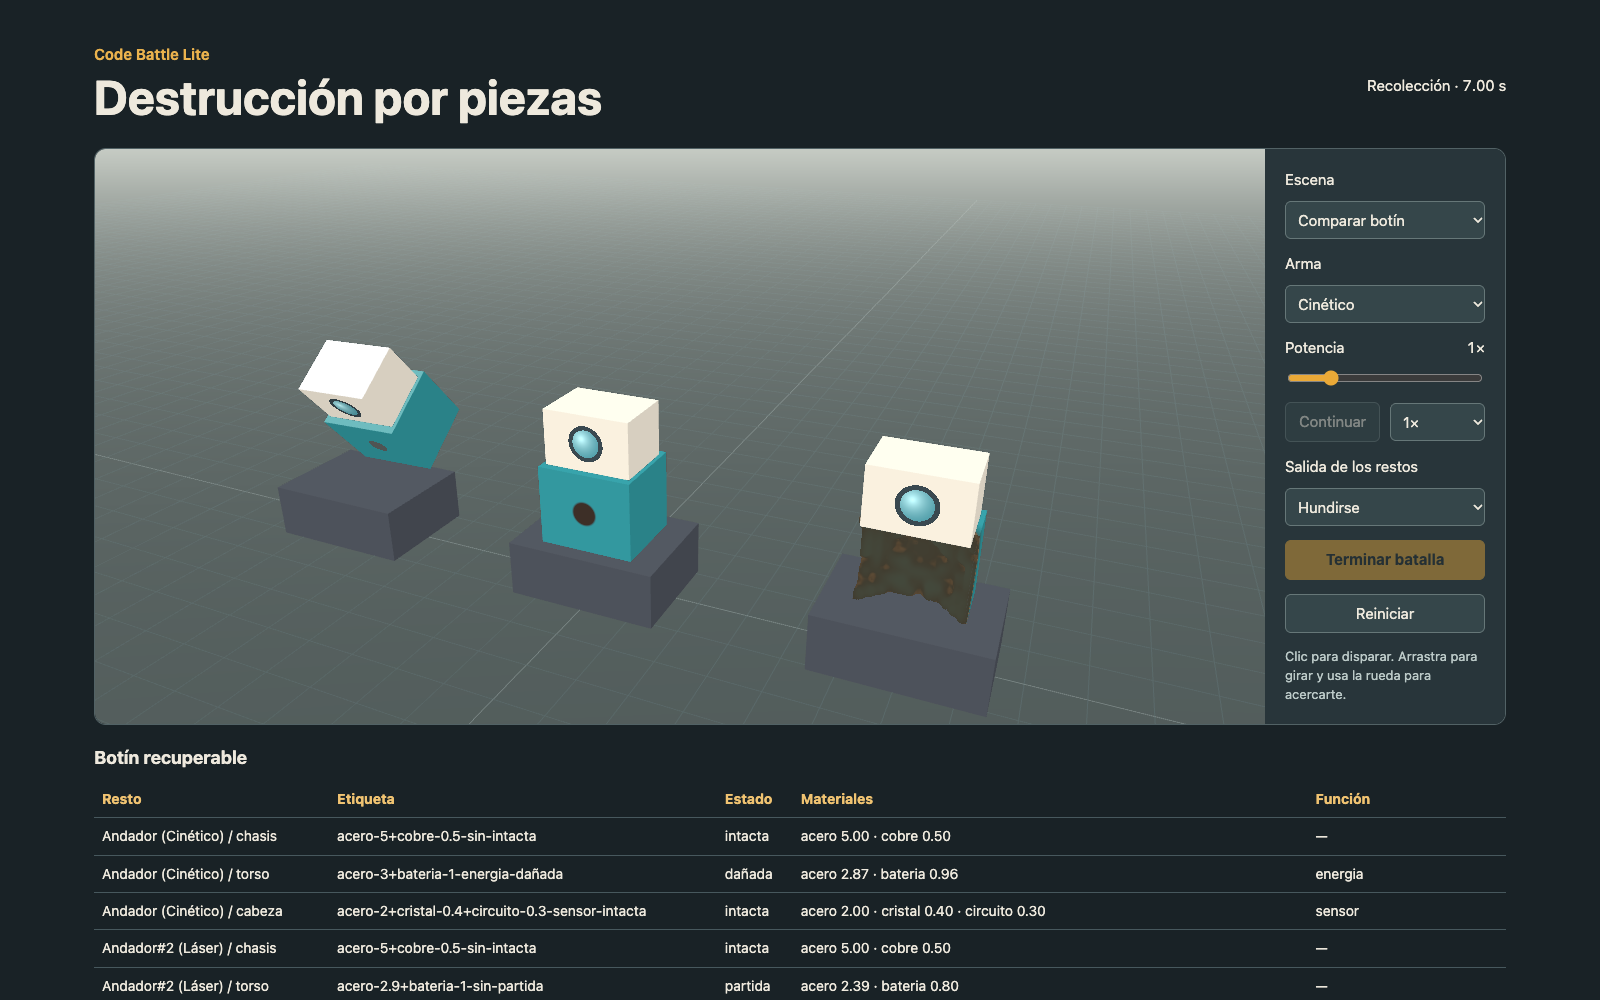 Code Battle Lite
Destrucción por piezas
Recolección · 7.00 s
Escena
Comparar botín
Arma
Cinético
Potencia 1×
Continuar 1×
Salida de los restos
Hundirse
Terminar batalla
Reiniciar
Clic para disparar. Arrastra para
girar y usa la rueda para
acercarte.
Botín recuperable
Resto Etiqueta Estado Materiales Función
Andador (Cinético) / chasis acero-5+cobre-0.5-sin-intacta intacta acero 5.00 · cobre 0.50 —
Andador (Cinético) / torso acero-3+bateria-1-energia-dañada dañada acero 2.87 · bateria 0.96 energia
Andador (Cinético) / cabeza acero-2+cristal-0.4+circuito-0.3-sensor-intacta intacta acero 2.00 · cristal 0.40 · circuito 0.30 sensor
Andador#2 (Láser) / chasis acero-5+cobre-0.5-sin-intacta intacta acero 5.00 · cobre 0.50 —
Andador#2 (Láser) / torso acero-2.9+bateria-1-sin-partida partida acero 2.39 · bateria 0.80 —